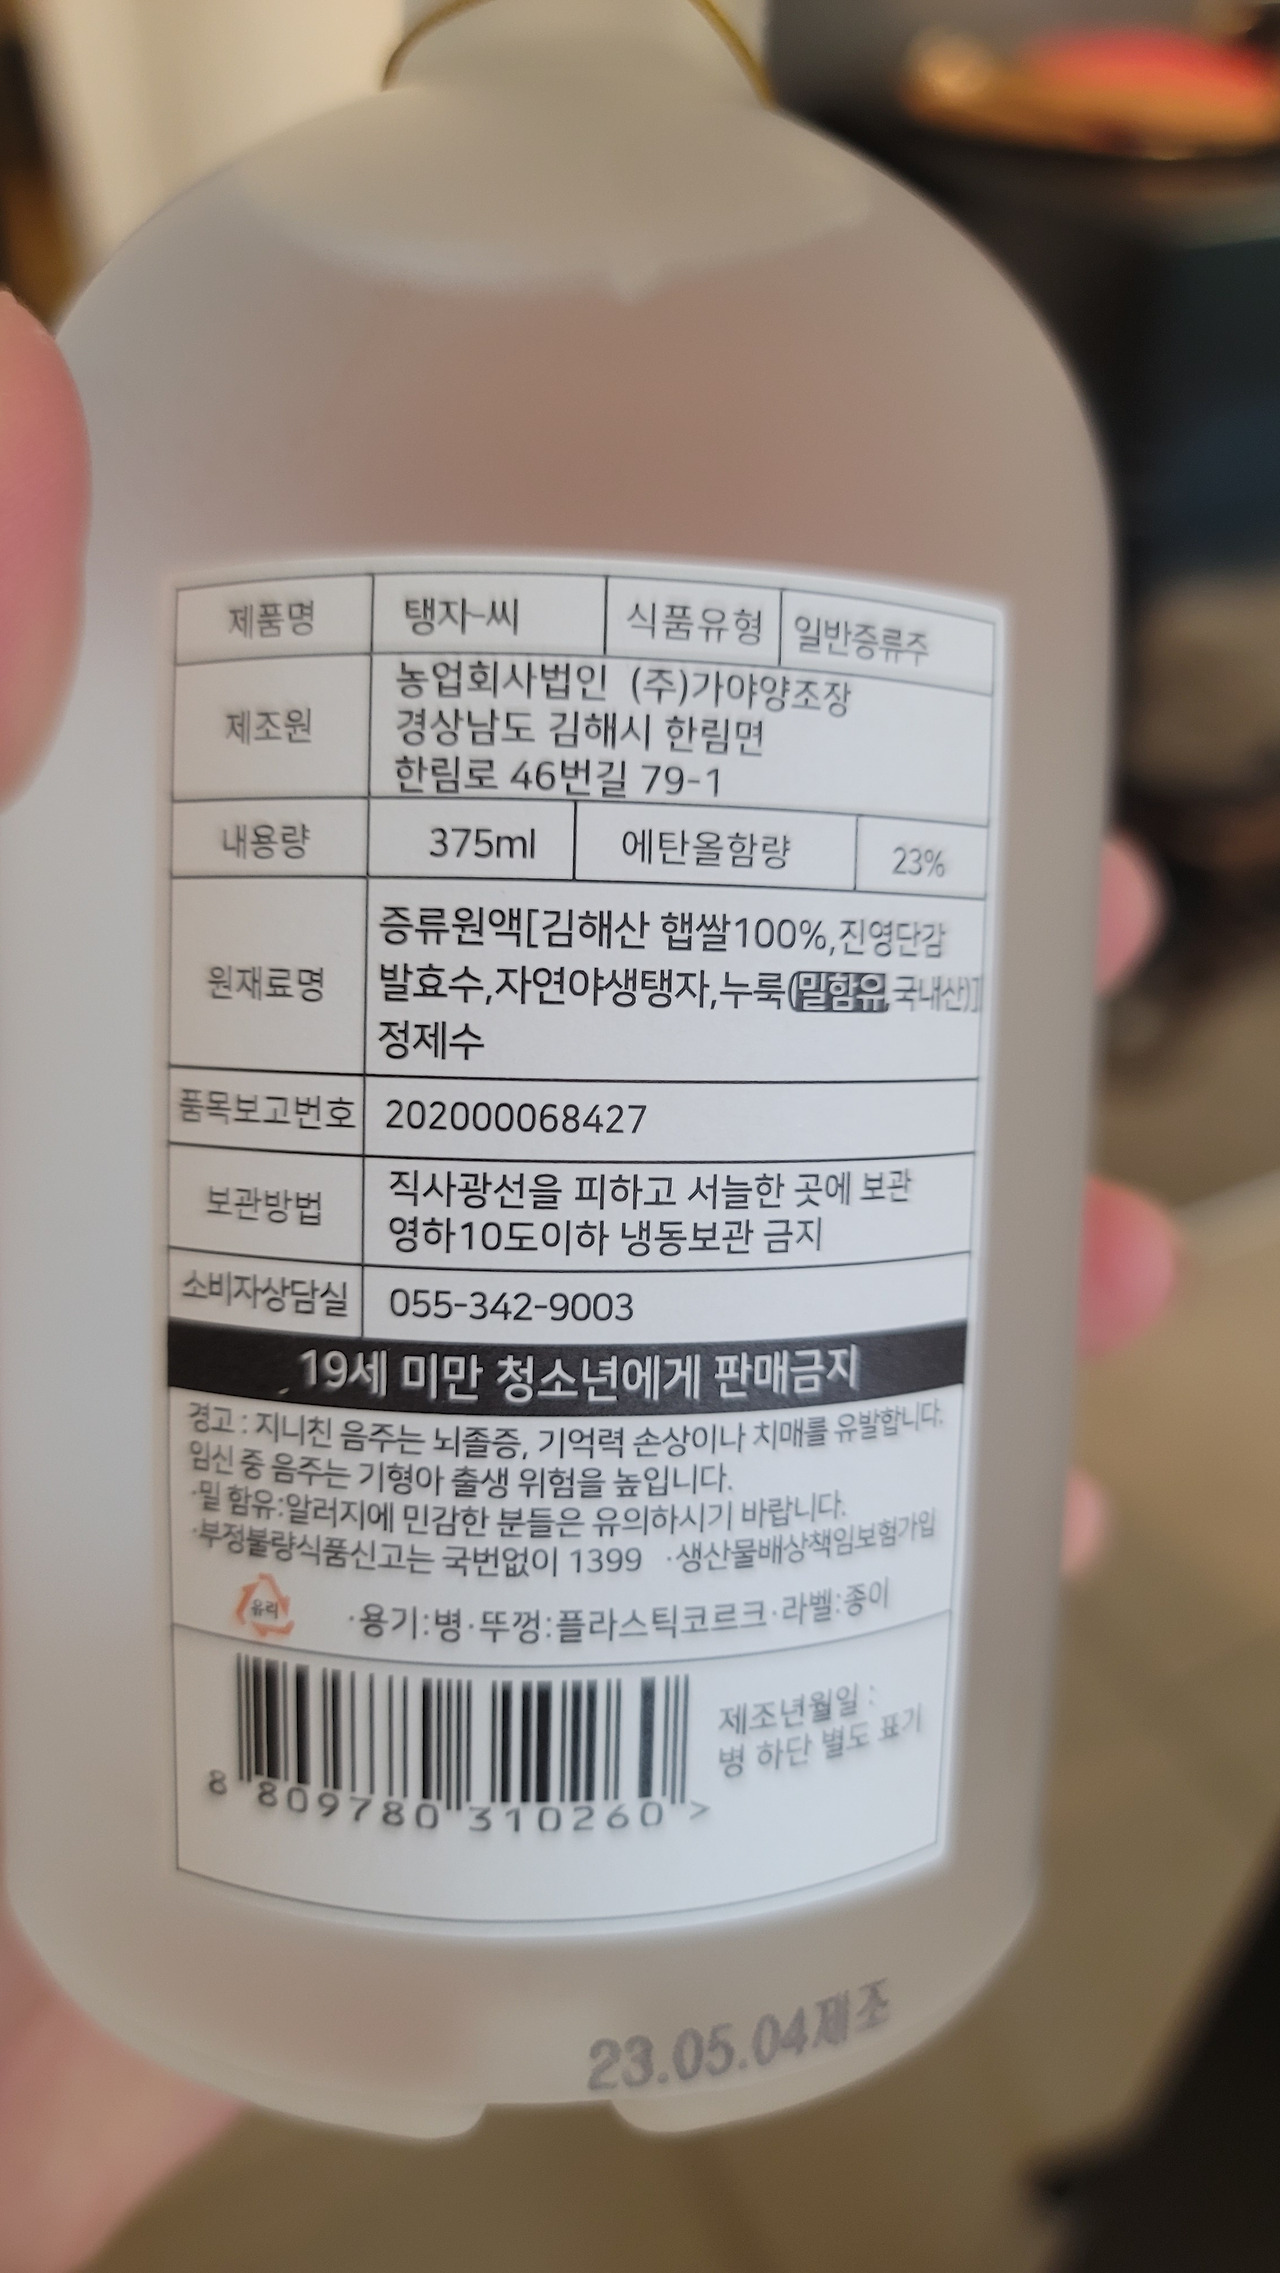 제품명 탱자-씨 식품유형 일반증류주
제조원 농업회사법인 (주)가야양조장
경상남도 김해시 한림면
한림로 46번길 79-1
내용량 375ml 에탄올함량 23%
원재료명 증류원액[김해산 햅쌀100%,진영단감
발효수,자연야생탱자,누룩(밀함유,국내산)]
정제수
품목보고번호 202000068427
보관방법 직사광선을 피하고 서늘한 곳에 보관
영하10도이하 냉동보관 금지
소비자상담실 055-342-9003
19세 미만 청소년에게 판매금지
경고 : 지나친 음주는 뇌졸증, 기억력 손상이나 치매를 유발합니다.
임신 중 음주는 기형아 출생 위험을 높입니다.
·밀 함유:알러지에 민감한 분들은 유의하시기 바랍니다.
·부정불량식품신고는 국번없이 1399 ·생산물배상책임보험가입
유리 ·용기:병·뚜껑:플라스틱코르크·라벨:종이
제조년월일 :
병 하단 별도 표기
8 809780 310260 >
23.05.04제조